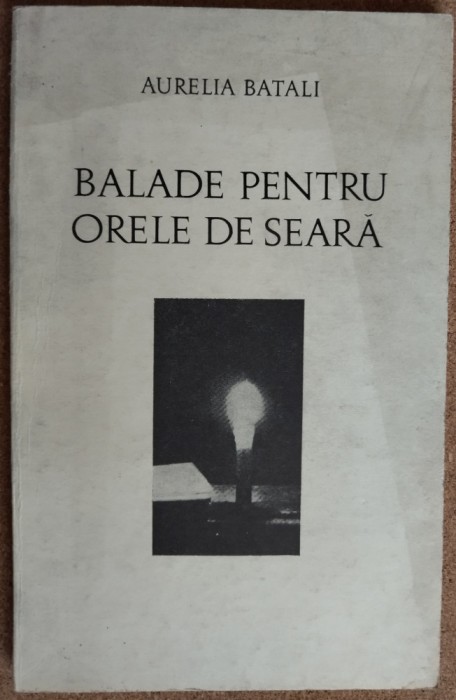 AURELIA BATALI
BALADE PENTRU
ORELE DE SEARĂ